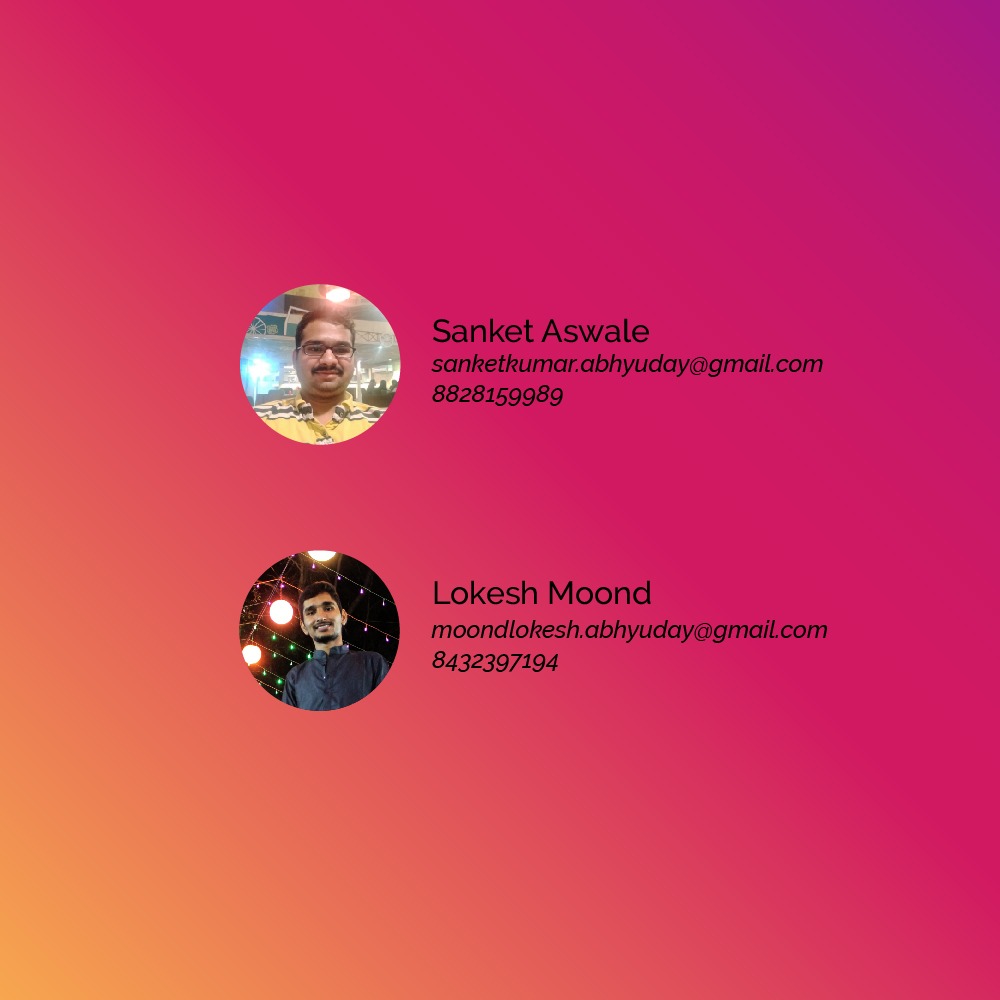 Sanket Aswale
sanketkumar.abhyuday@gmail.com
8828159989
Lokesh Moond
moondlokesh.abhyuday@gmail.com
8432397194